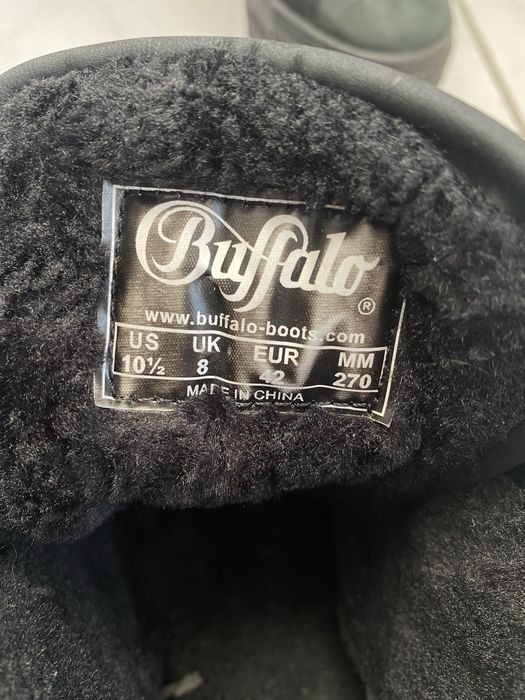 Buffalo ®
www.buffalo-boots.com
US UK EUR MM
10½ 8 42 270
MADE IN CHINA